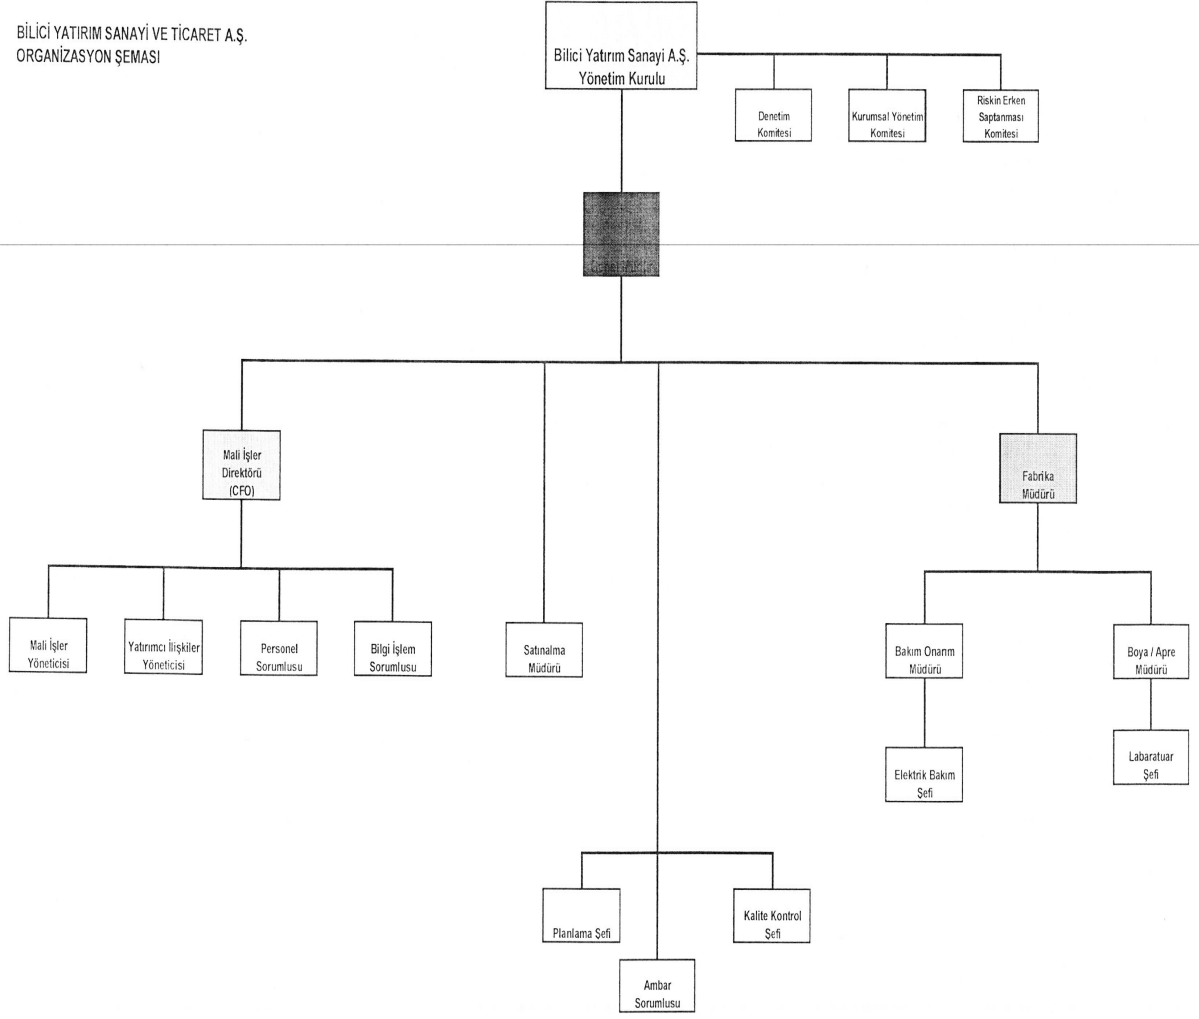 BİLİCİ YATIRIM SANAYİ VE TİCARET A.Ş.
ORGANİZASYON ŞEMASI
Bilici Yatırım Sanayi A.Ş.
Yönetim Kurulu
Denetim
Komitesi
Kurumsal Yönetim
Komitesi
Riskin Erken
Saptanması
Komitesi
Mali İşler
Direktörü
(CFO)
Fabrika
Müdürü
Mali İşler
Yöneticisi
Yatırımcı İlişkiler
Yöneticisi
Personel
Sorumlusu
Bilgi İşlem
Sorumlusu
Satınalma
Müdürü
Bakım Onarım
Müdürü
Boya / Apre
Müdürü
Elektrik Bakım
Şefi
Labaratuar
Şefi
Planlama Şefi
Kalite Kontrol
Şefi
Ambar
Sorumlusu